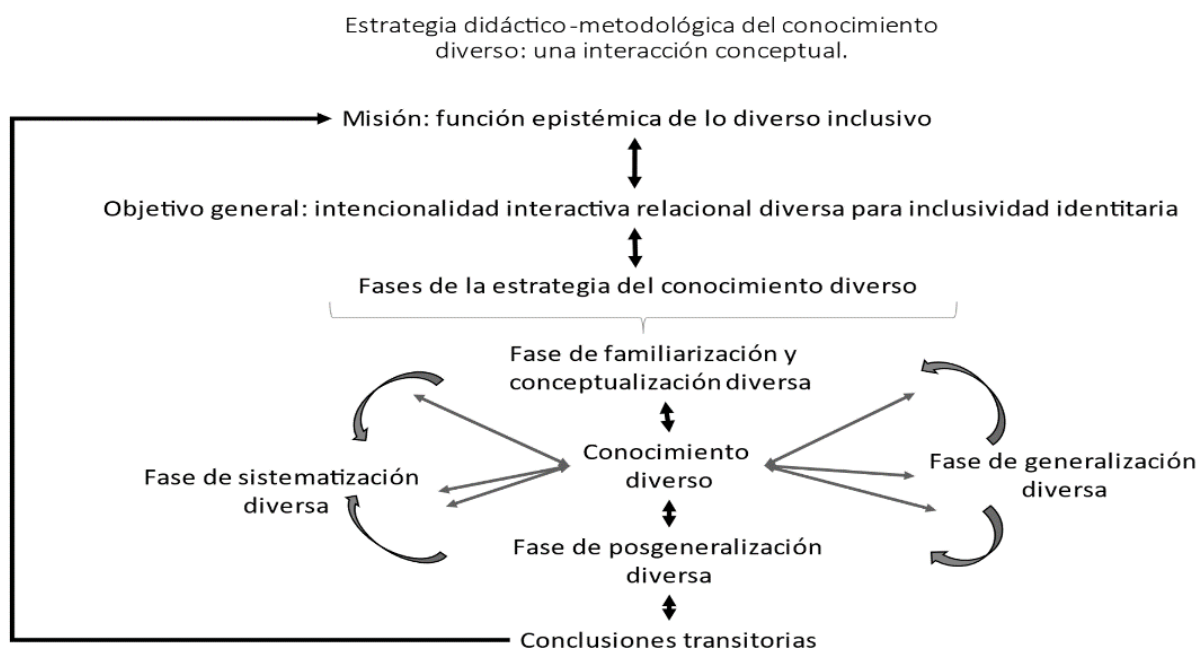 Estrategia didáctico-metodológica del conocimiento
diverso: una interacción conceptual.
Misión: función epistémica de lo diverso inclusivo
Objetivo general: intencionalidad interactiva relacional diversa para inclusividad identitaria
Fases de la estrategia del conocimiento diverso
Fase de familiarización y
conceptualización diversa
Fase de sistematización
diversa
Conocimiento
diverso
Fase de generalización
diversa
Fase de posgeneralización
diversa
Conclusiones transitorias